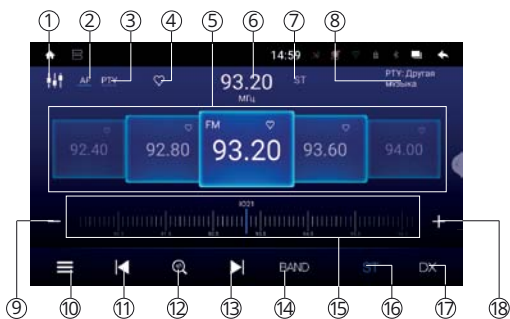 ① ② ③ ④ ⑤ ⑥ ⑦ ⑧
14:59
AF PTY 93.20 ST PTY: Другая
МГц музыка
FM
92.40 92.80 93.20 93.60 94.00
⑨ ⑱
BAND ST DX
⑩ ⑪ ⑫ ⑬ ⑭ ⑮ ⑯ ⑰